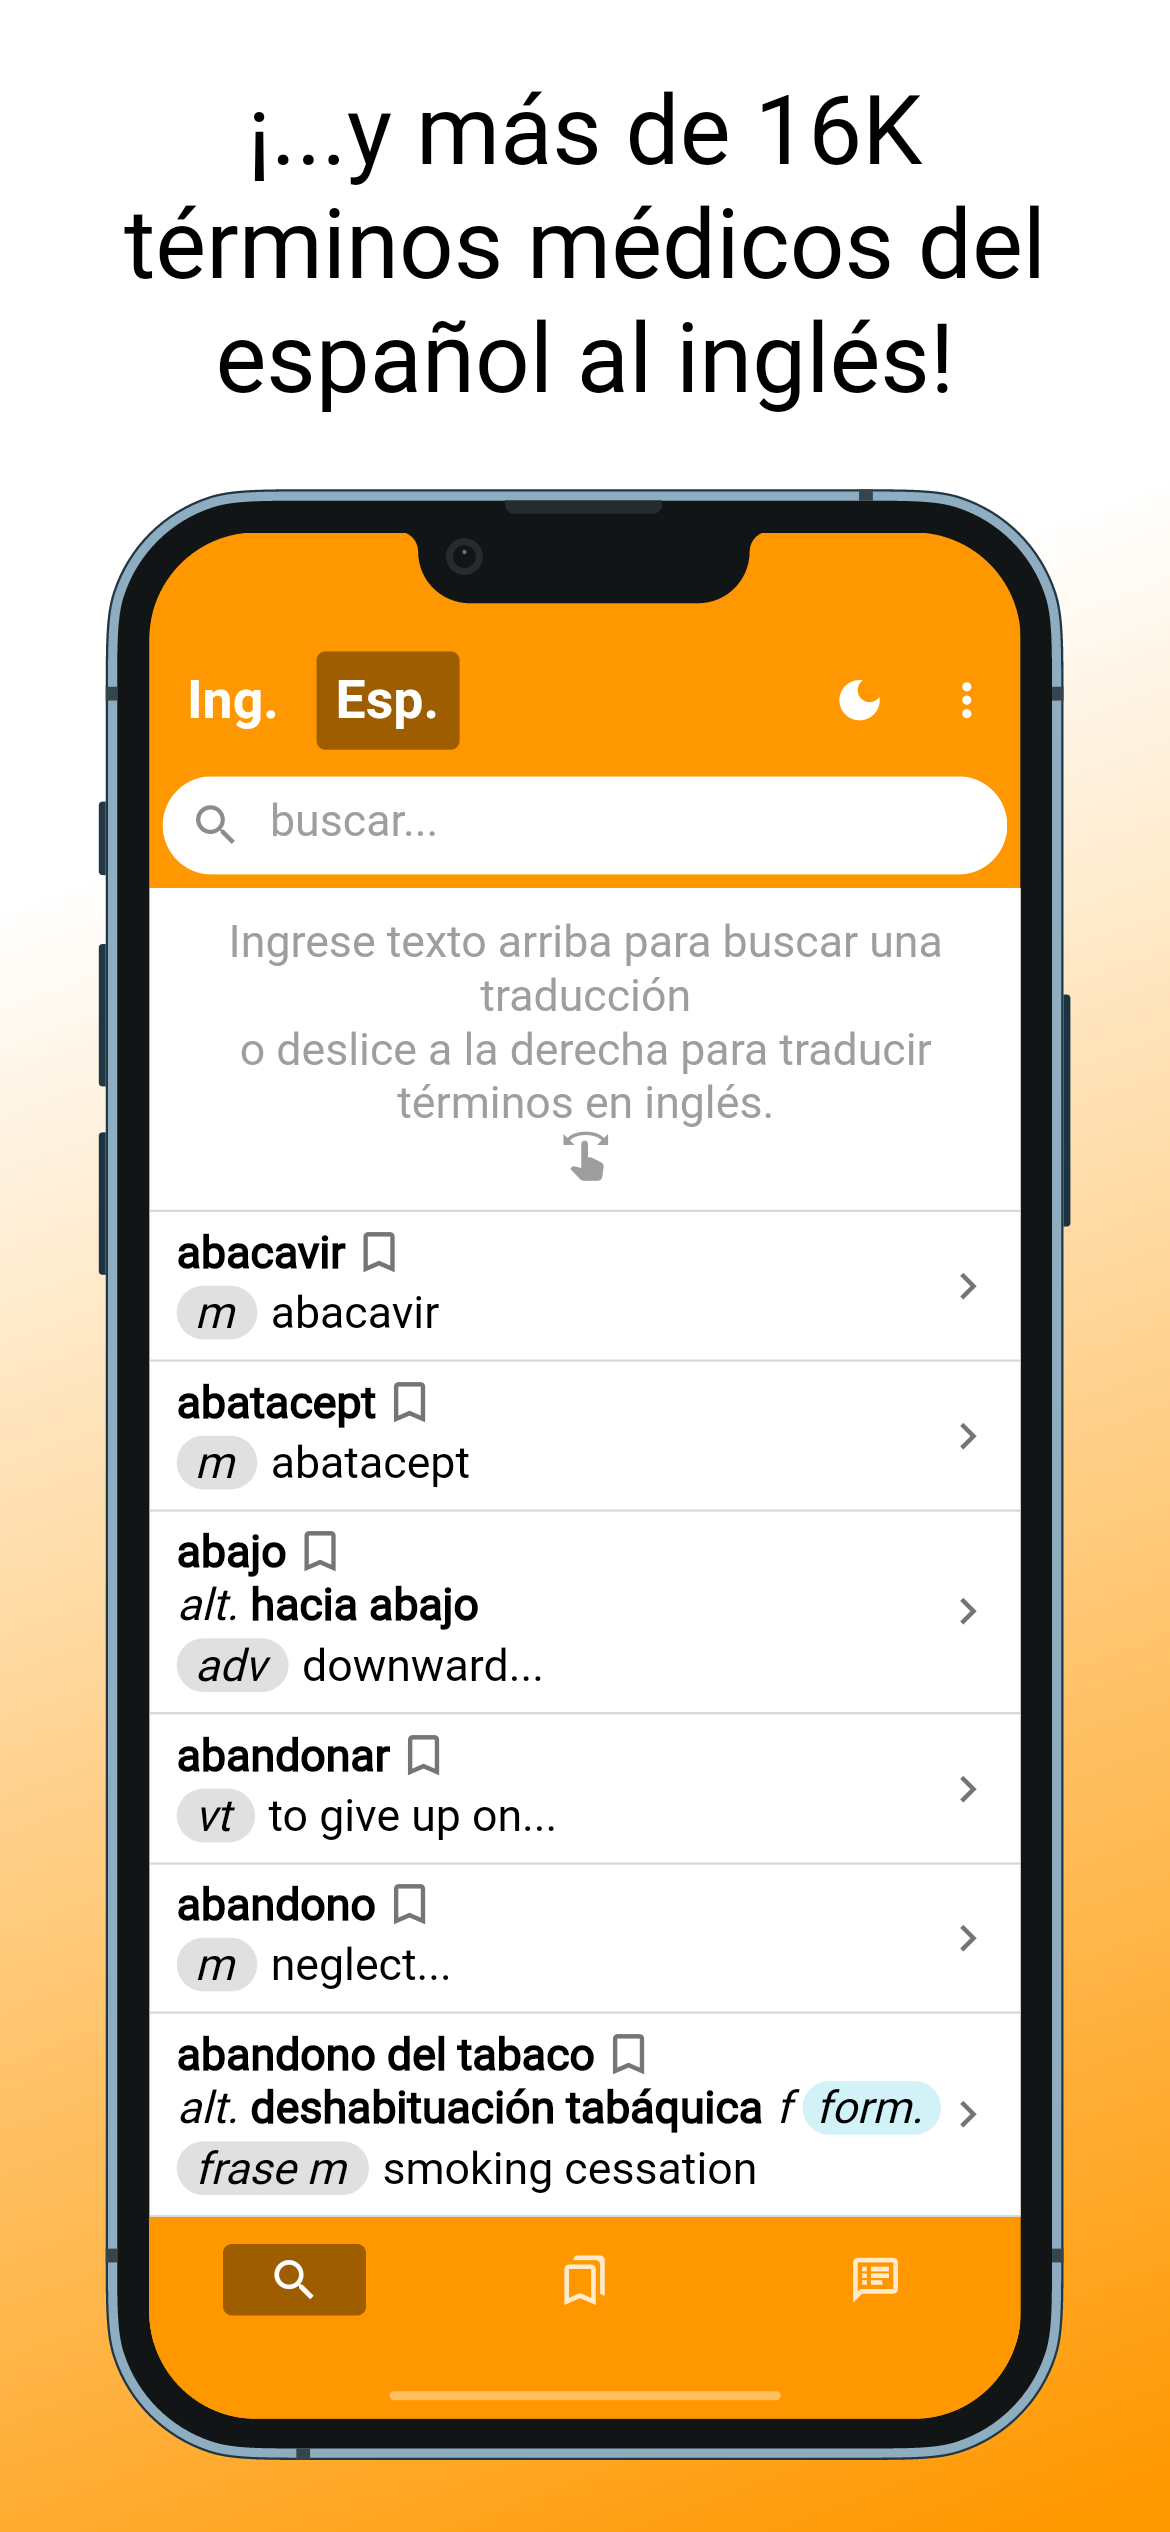 ¡...y más de 16K
términos médicos del
español al inglés!
Ing. Esp.
buscar...
Ingrese texto arriba para buscar una
traducción
o deslice a la derecha para traducir
términos en inglés.
abacavir
m abacavir
abatacept
m abatacept
abajo
alt. hacia abajo
adv downward...
abandonar
vt to give up on...
abandono
m neglect...
abandono del tabaco
alt. deshabituación tabáquica f form.
frase m smoking cessation